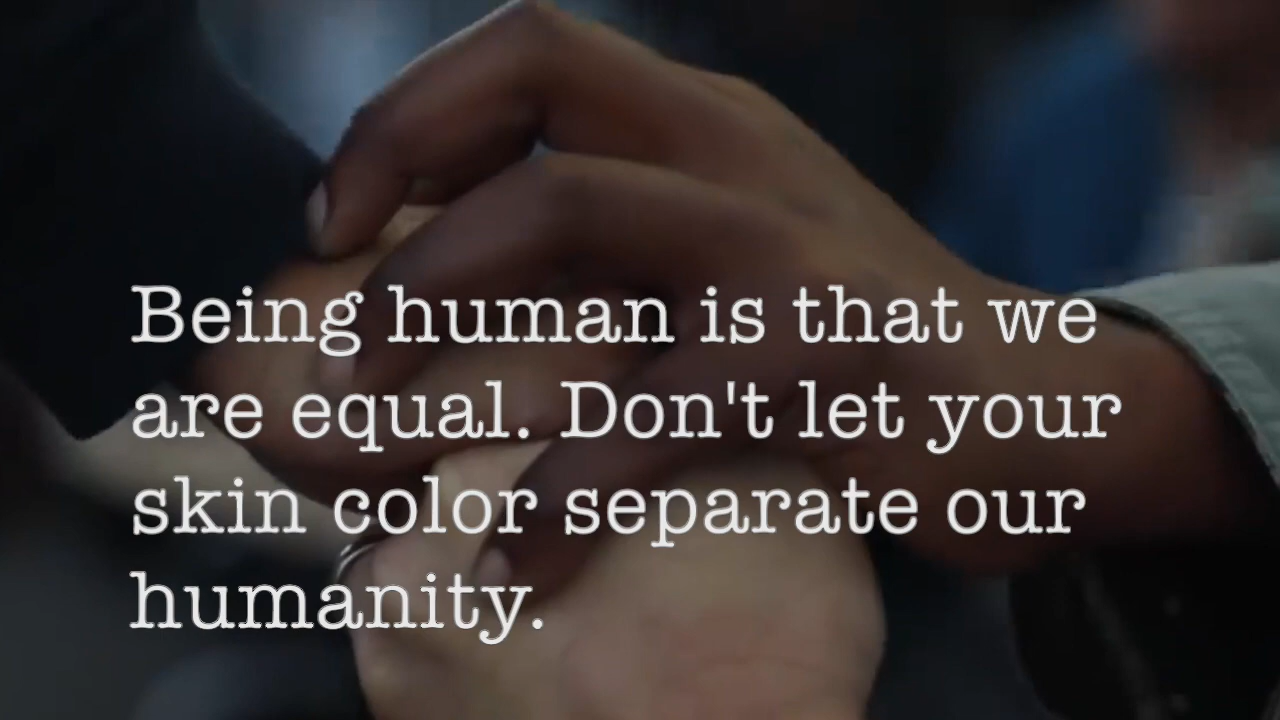 Being human is that we
are equal. Don't let your
skin color separate our
humanity.